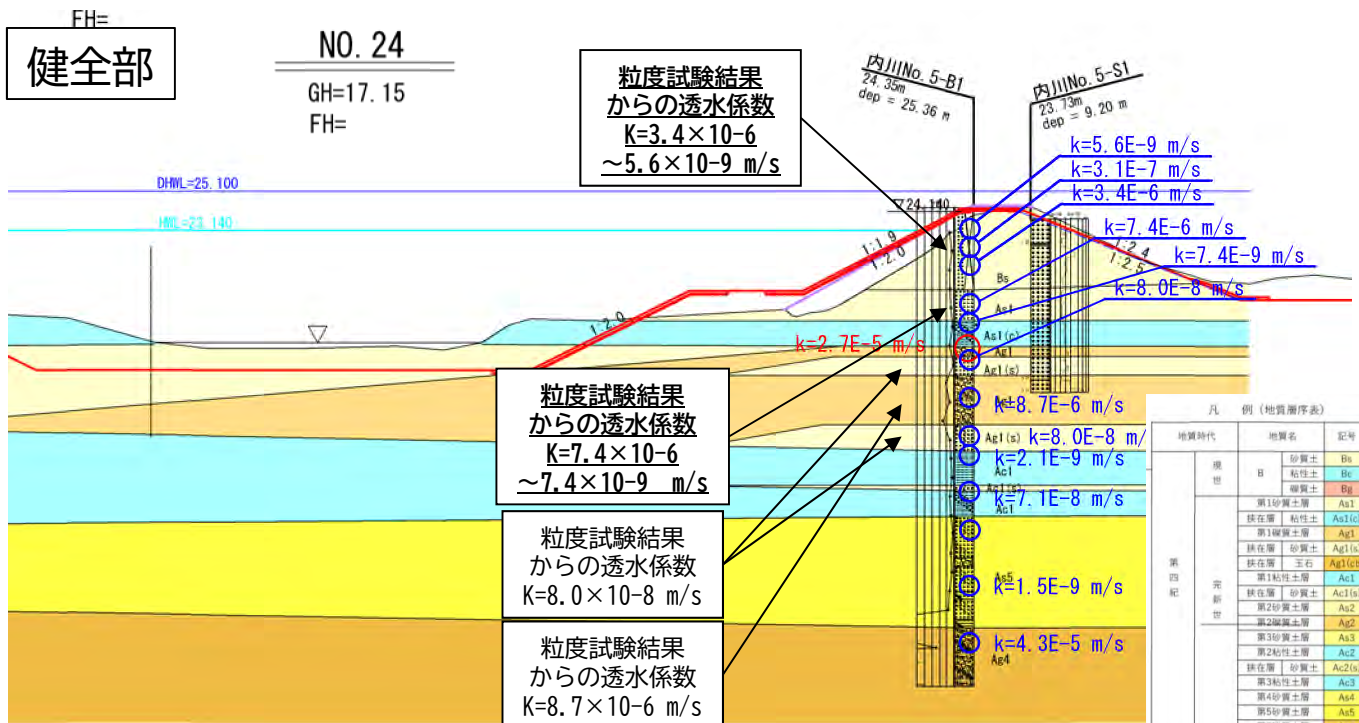 FH=
健全部
NO. 24
GH=17. 15
FH=
粒度試験結果
からの透水係数
K=3.4×10-6
～5.6×10-9 m/s
内川No. 5-B1
24. 35m
dep = 25. 36 m
内川No. 5-S1
23. 73m
dep = 9. 20 m
k=5.6E-9 m/s
k=3.1E-7 m/s
k=3.4E-6 m/s
k=7.4E-6 m/s
k=7.4E-9 m/s
k=8.0E-8 m/s
DHWL=25. 100
HWL=23. 140
▽24. 140
1:1.9
1:2.0
1:2.4
1:2.5
1:2.0
Bs
As1
As1(c)
Ag1
Ag1(s)
k=2.7E-5 m/s
粒度試験結果
からの透水係数
K=7.4×10-6
～7.4×10-9 m/s
k=8.7E-6 m/s
Ag1(s) k=8.0E-8 m/
k=2.1E-9 m/s
Ac1
Ac1(s)
k=7.1E-8 m/s
Ac1
粒度試験結果
からの透水係数
K=8.0×10-8 m/s
As5
k=1.5E-9 m/s
粒度試験結果
からの透水係数
K=8.7×10-6 m/s
k=4.3E-5 m/s
Ag4
凡 例 (地質層序表)
地質時代 地質名 記号
第四紀
現世
完新世
B
砂質土 Bs
粘性土 Bc
礫質土 Bg
第1砂質土層 As1
挟在層 粘性土 As1(c
第1礫質土層 Ag1
挟在層 砂質土 Ag1(s
挟在層 玉石 Ag1(cb
第1粘性土層 Ac1
挟在層 砂質土 Ac1(s
第2砂質土層 As2
第2礫質土層 Ag2
第3砂質土層 As3
第2粘性土層 Ac2
挟在層 砂質土 Ac2(s
第3粘性土層 Ac3
第4砂質土層 As4
第5砂質土層 As5